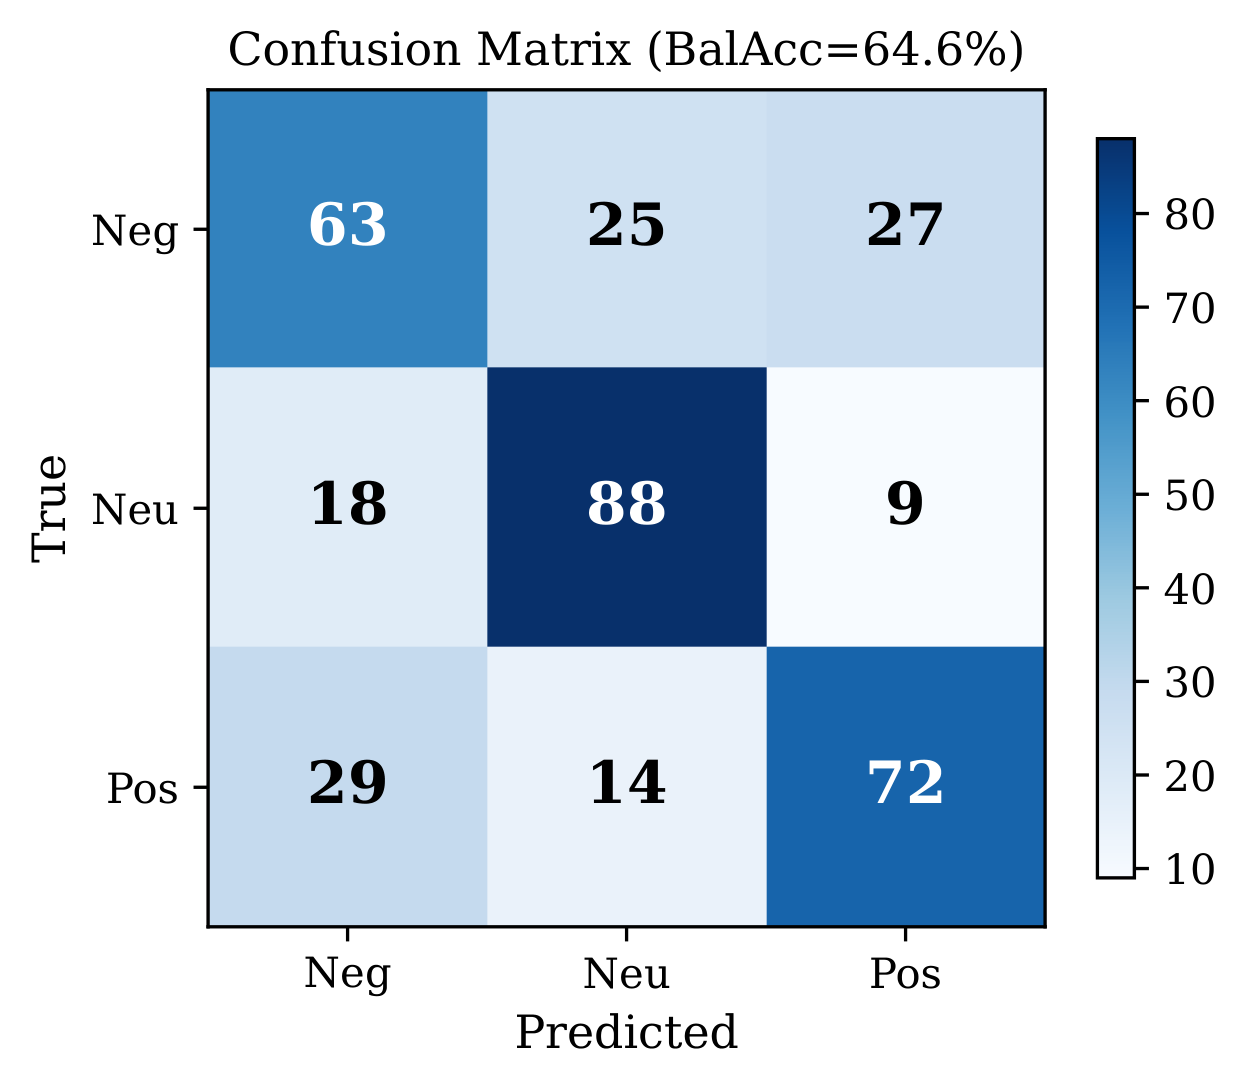 Confusion Matrix (BalAcc=64.6%)
Neg 63 25 27
Neu 18 88 9
Pos 29 14 72
Neg Neu Pos
Predicted
True
80
70
60
50
40
30
20
10